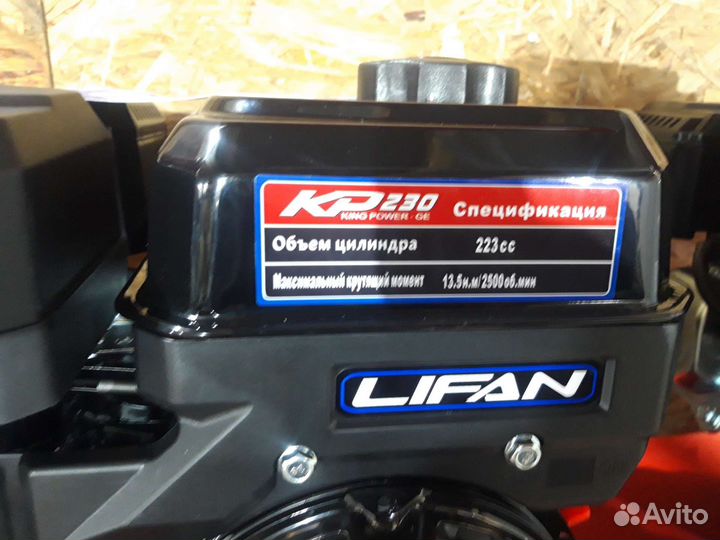 KP230
KING POWER - GE
Спецификация
Объем цилиндра 223cc
Максимальный крутящий момент 13.5н.м/2500об.мин
LIFAN
Avito